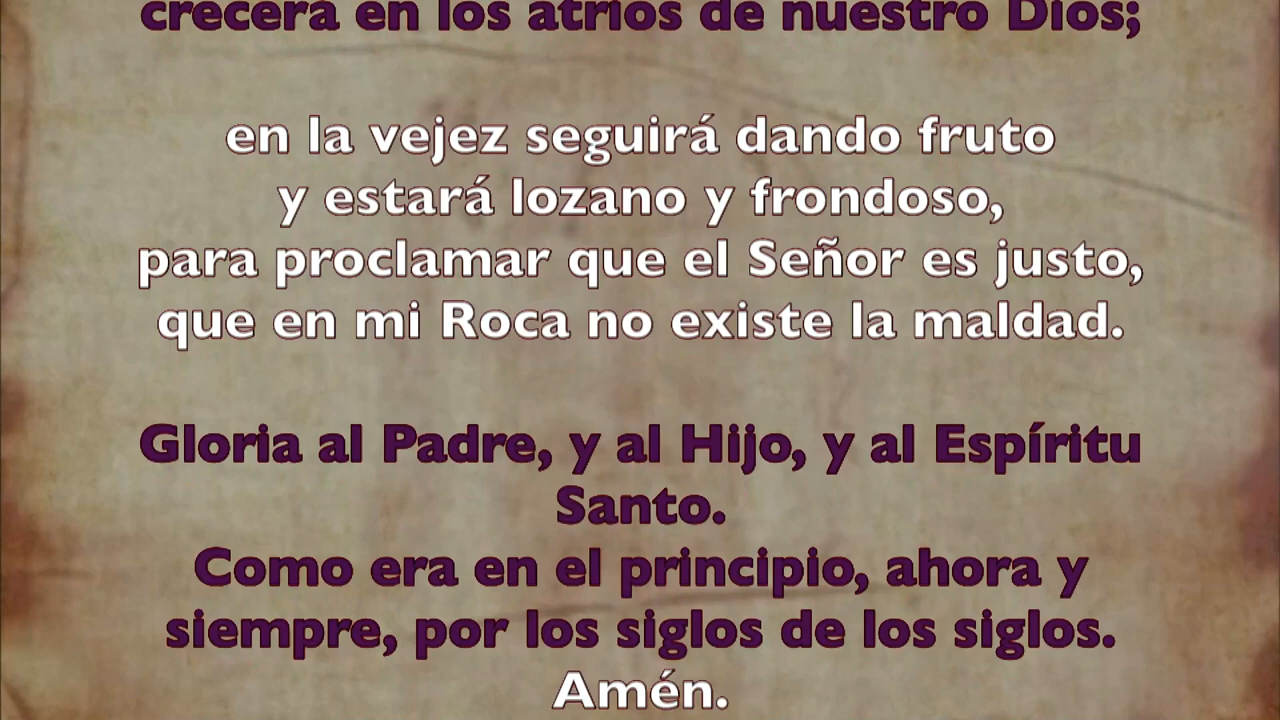 crecerá en los atrios de nuestro Dios;
en la vejez seguirá dando fruto
y estará lozano y frondoso,
para proclamar que el Señor es justo,
que en mi Roca no existe la maldad.
Gloria al Padre, y al Hijo, y al Espíritu
Santo.
Como era en el principio, ahora y
siempre, por los siglos de los siglos.
Amén.